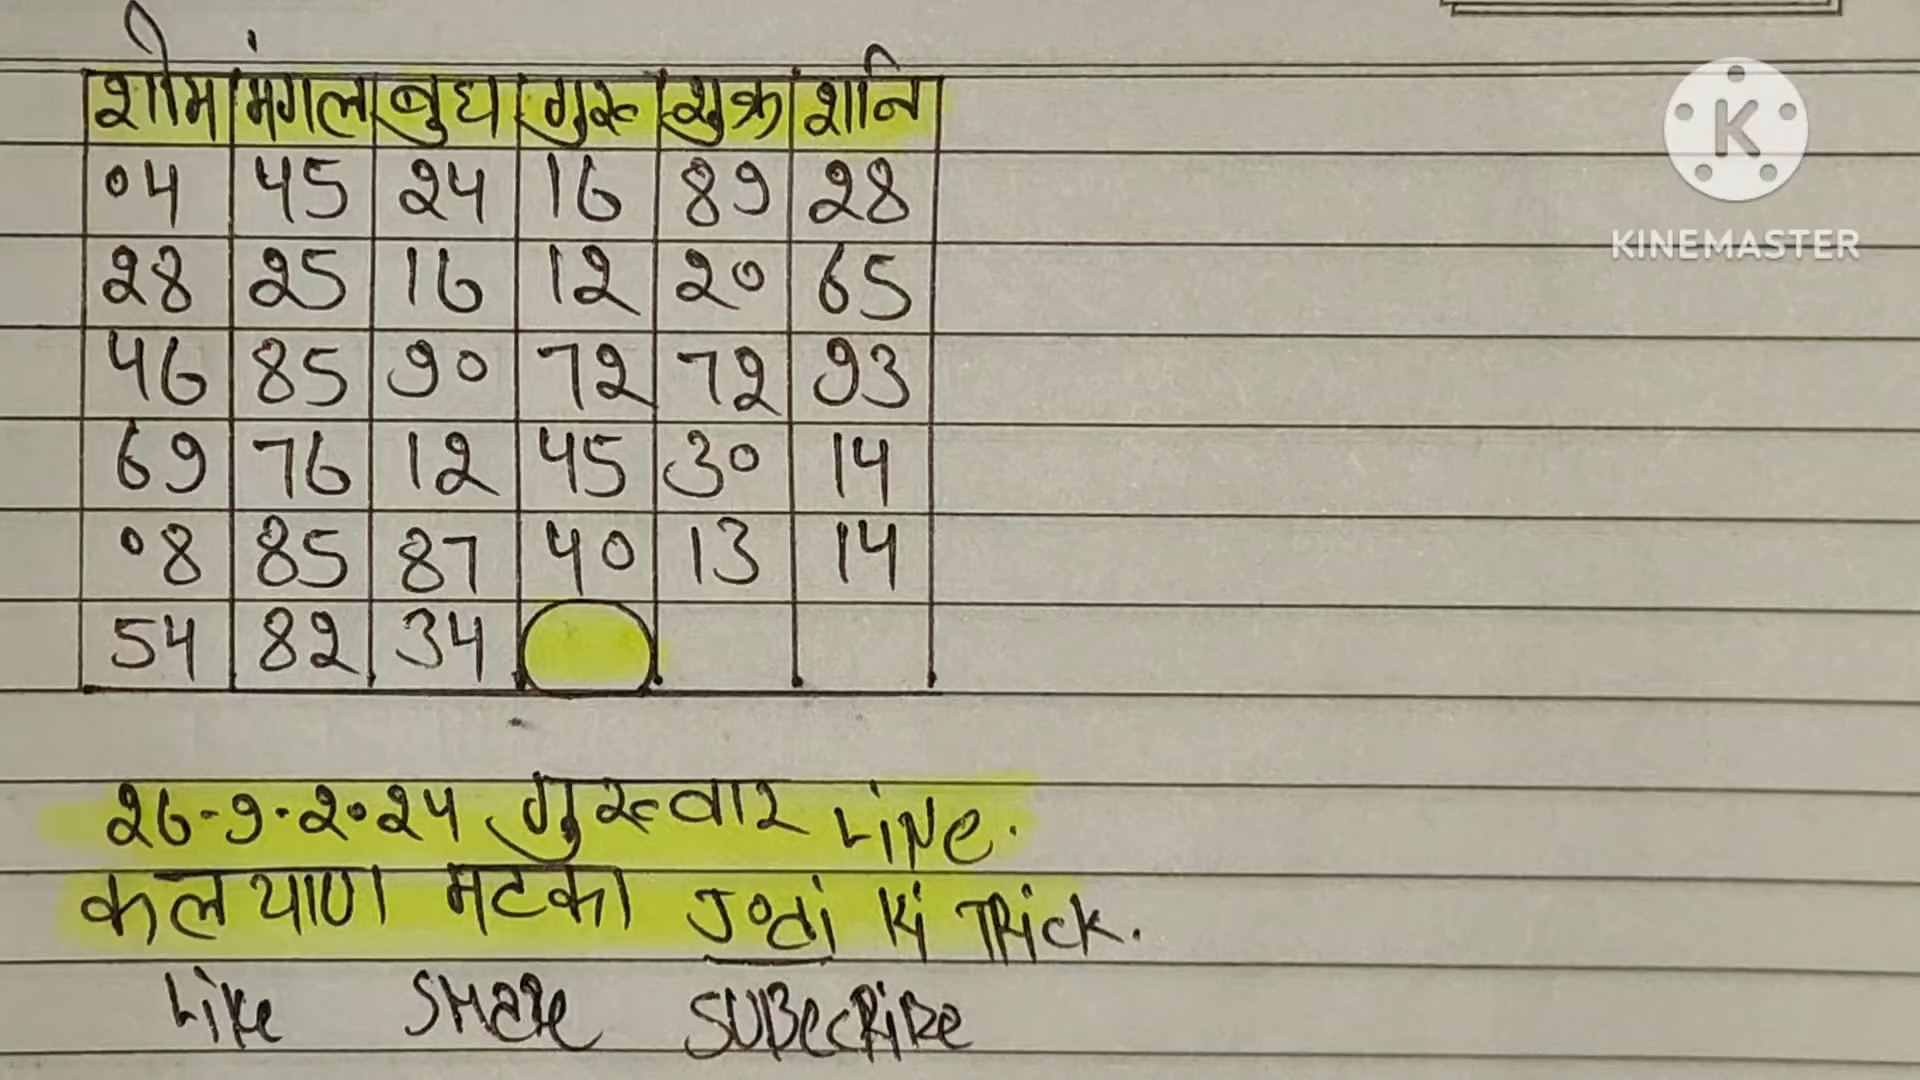 शोम मंगल बुध गुरू शुक्र शनि
04 45 24 16 89 28
28 25 16 12 20 65
46 85 90 72 72 93
69 76 12 45 30 14
08 85 87 40 13 14
54 82 34
KINEMASTER
26-9-2024 गुरूवार LiNe.
कलयाण मटका Jodi Ki TRick.
Like SHare SUBecRiBe